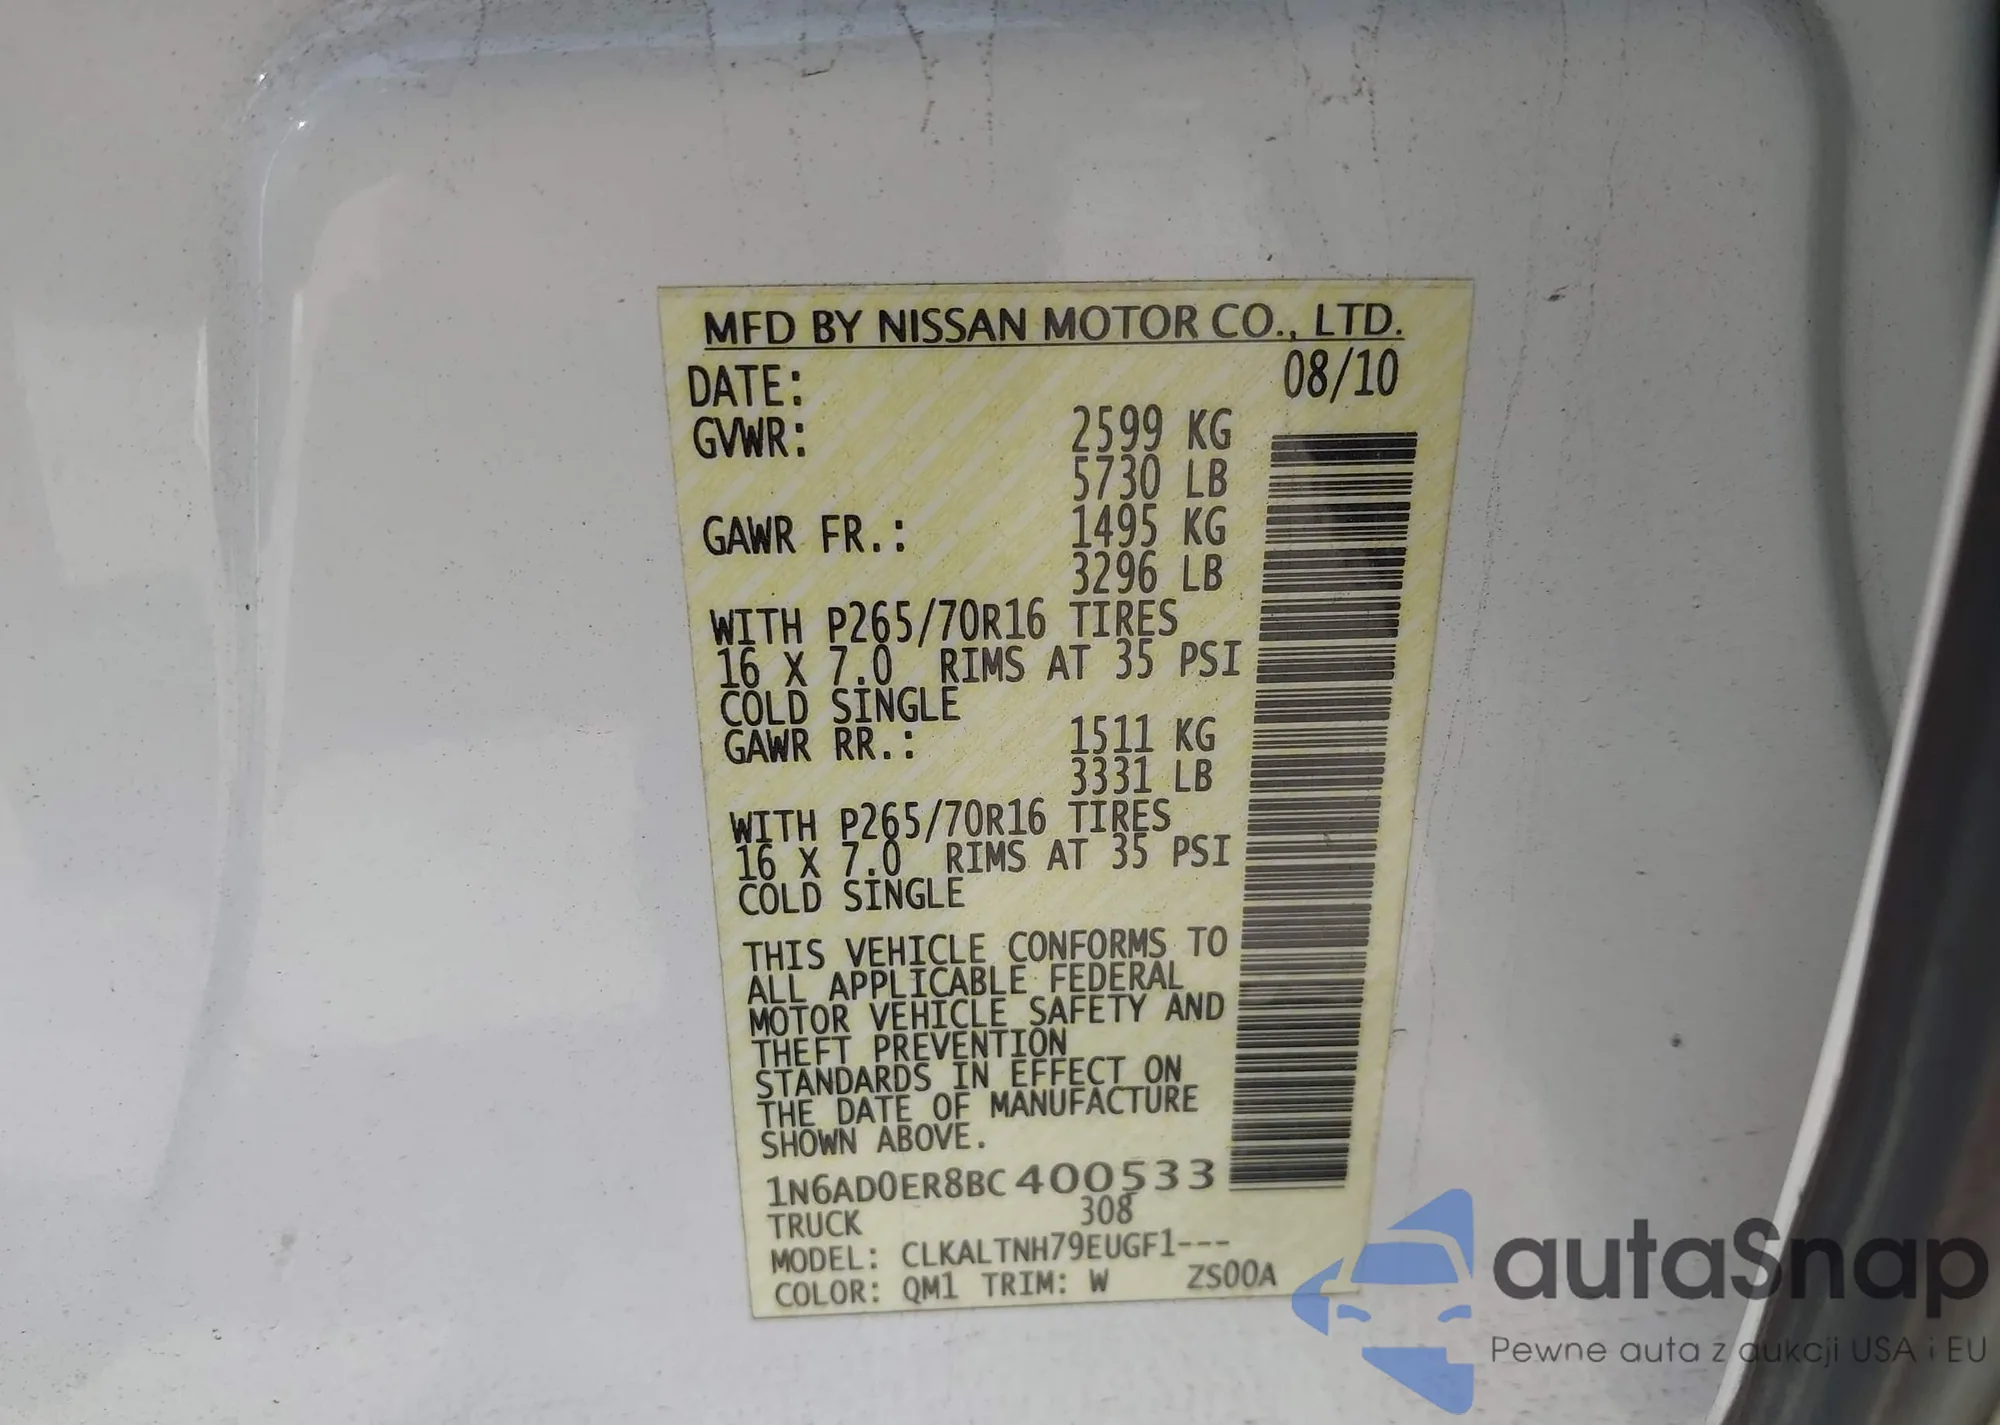 MFD BY NISSAN MOTOR CO., LTD.
DATE: 08/10
GVWR: 2599 KG
5730 LB
GAWR FR.: 1495 KG
3296 LB
WITH P265/70R16 TIRES
16 X 7.0 RIMS AT 35 PSI
COLD SINGLE
GAWR RR.: 1511 KG
3331 LB
WITH P265/70R16 TIRES
16 X 7.0 RIMS AT 35 PSI
COLD SINGLE
THIS VEHICLE CONFORMS TO
ALL APPLICABLE FEDERAL
MOTOR VEHICLE SAFETY AND
THEFT PREVENTION
STANDARDS IN EFFECT ON
THE DATE OF MANUFACTURE
SHOWN ABOVE.
1N6AD0ER8BC400533
TRUCK 308
MODEL: CLKALTNH79EUGF1---
COLOR: QM1 TRIM: W ZS00A
autaSnap
Pewne auta z aukcji USA i EU